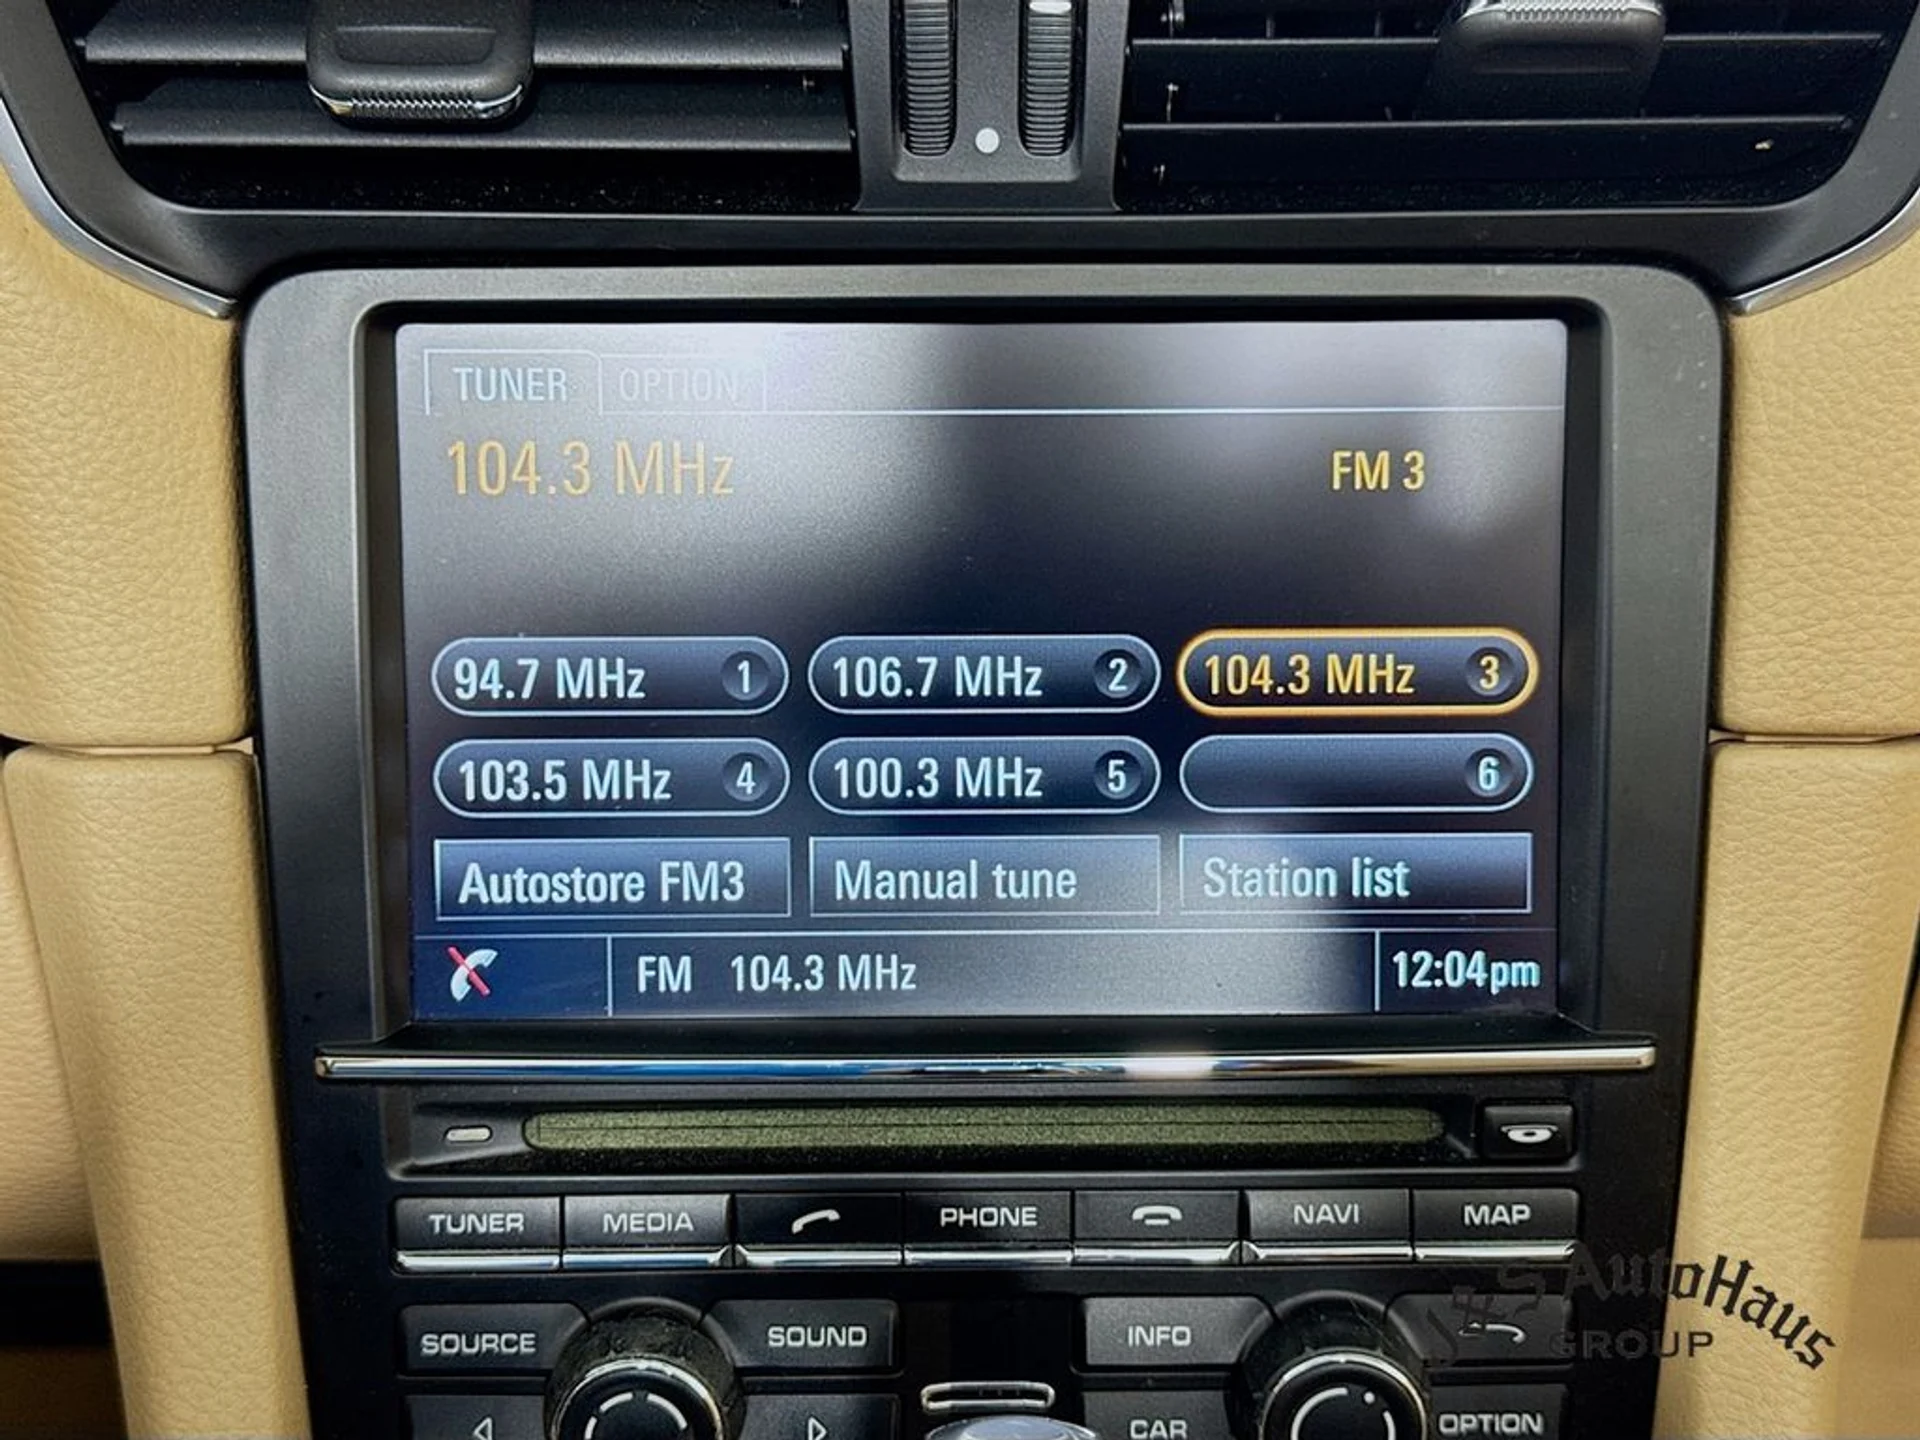 TUNER OPTION
104.3 MHz FM 3
94.7 MHz 1 106.7 MHz 2 104.3 MHz 3
103.5 MHz 4 100.3 MHz 5 6
Autostore FM3 Manual tune Station list
FM 104.3 MHz 12:04pm
TUNER MEDIA PHONE NAVI MAP
SOURCE SOUND INFO
CAR OPTION
AutoHaus
GROUP